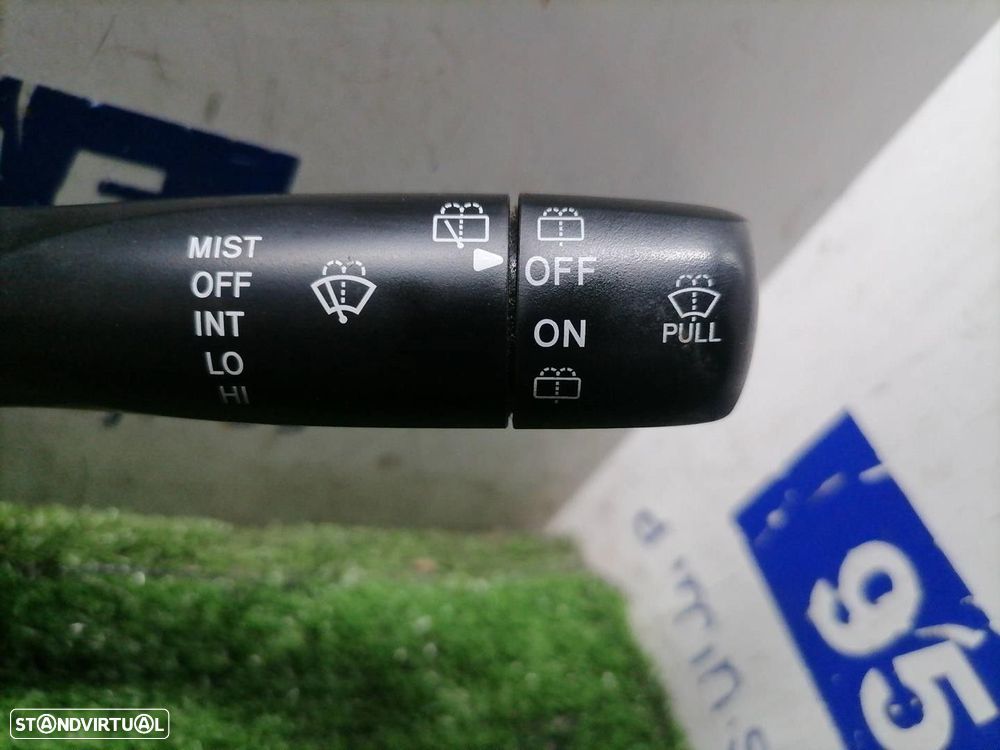 MIST
OFF
INT
LO
HI
OFF
ON
PULL
95
STANDVIRTUAL